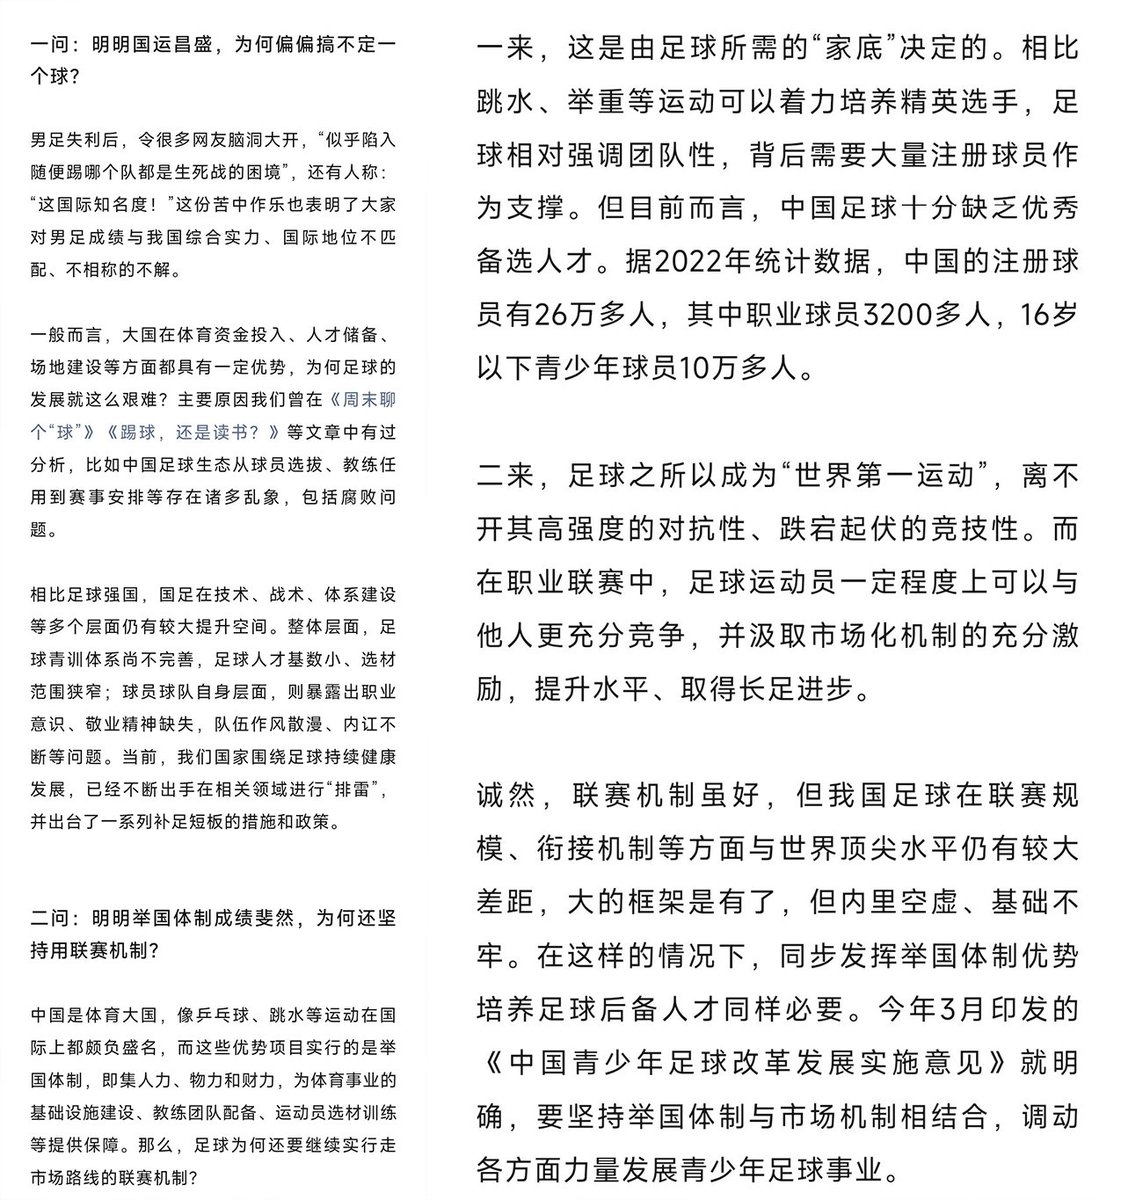 一问：明明国运昌盛，为何偏偏搞不定一
个球？
男足失利后，令很多网友脑洞大开，“似乎陷入
随便踢哪个队都是生死战的困境”，还有人称：
“这国际知名度！”这份苦中作乐也表明了大家
对男足成绩与我国综合实力、国际地位不匹
配、不相称的不解。
一般而言，大国在体育资金投入、人才储备、
场地建设等方面都具有一定优势，为何足球的
发展就这么艰难？主要原因我们曾在《周末聊
个“球”》《踢球，还是读书？》等文章中有过
分析，比如中国足球生态从球员选拔、教练任
用到赛事安排等存在诸多乱象，包括腐败问
题。
相比足球强国，国足在技术、战术、体系建设
等多个层面仍有较大提升空间。整体层面，足
球青训体系尚不完善，足球人才基数小、选材
范围狭窄；球员球队自身层面，则暴露出职业
意识、敬业精神缺失，队伍作风散漫、内讧不
断等问题。当前，我们国家围绕足球持续健康
发展，已经不断出手在相关领域进行“排雷”，
并出台了一系列补足短板的措施和政策。
二问：明明举国体制成绩斐然，为何还坚
持用联赛机制？
中国是体育大国，像乒乓球、跳水等运动在国
际上都颇负盛名，而这些优势项目实行的是举
国体制，即集人力、物力和财力，为体育事业的
基础设施建设、教练团队配备、运动员选材训练
等提供保障。那么，足球为何还要继续实行走
市场路线的联赛机制？
一来，这是由足球所需的“家底”决定的。相比
跳水、举重等运动可以着力培养精英选手，足
球相对强调团队性，背后需要大量注册球员作
为支撑。但目前而言，中国足球十分缺乏优秀
备选人才。据2022年统计数据，中国的注册球
员有26万多人，其中职业球员3200多人，16岁
以下青少年球员10万多人。
二来，足球之所以成为“世界第一运动”，离不
开其高强度的对抗性、跌宕起伏的竞技性。而
在职业联赛中，足球运动员一定程度上可以与
他人更充分竞争，并汲取市场化机制的充分激
励，提升水平、取得长足进步。
诚然，联赛机制虽好，但我国足球在联赛规
模、衔接机制等方面与世界顶尖水平仍有较大
差距，大的框架是有了，但内里空虚、基础不
牢。在这样的情况下，同步发挥举国体制优势
培养足球后备人才同样必要。今年3月印发的
《中国青少年足球改革发展实施意见》就明
确，要坚持举国体制与市场机制相结合，调动
各方面力量发展青少年足球事业。